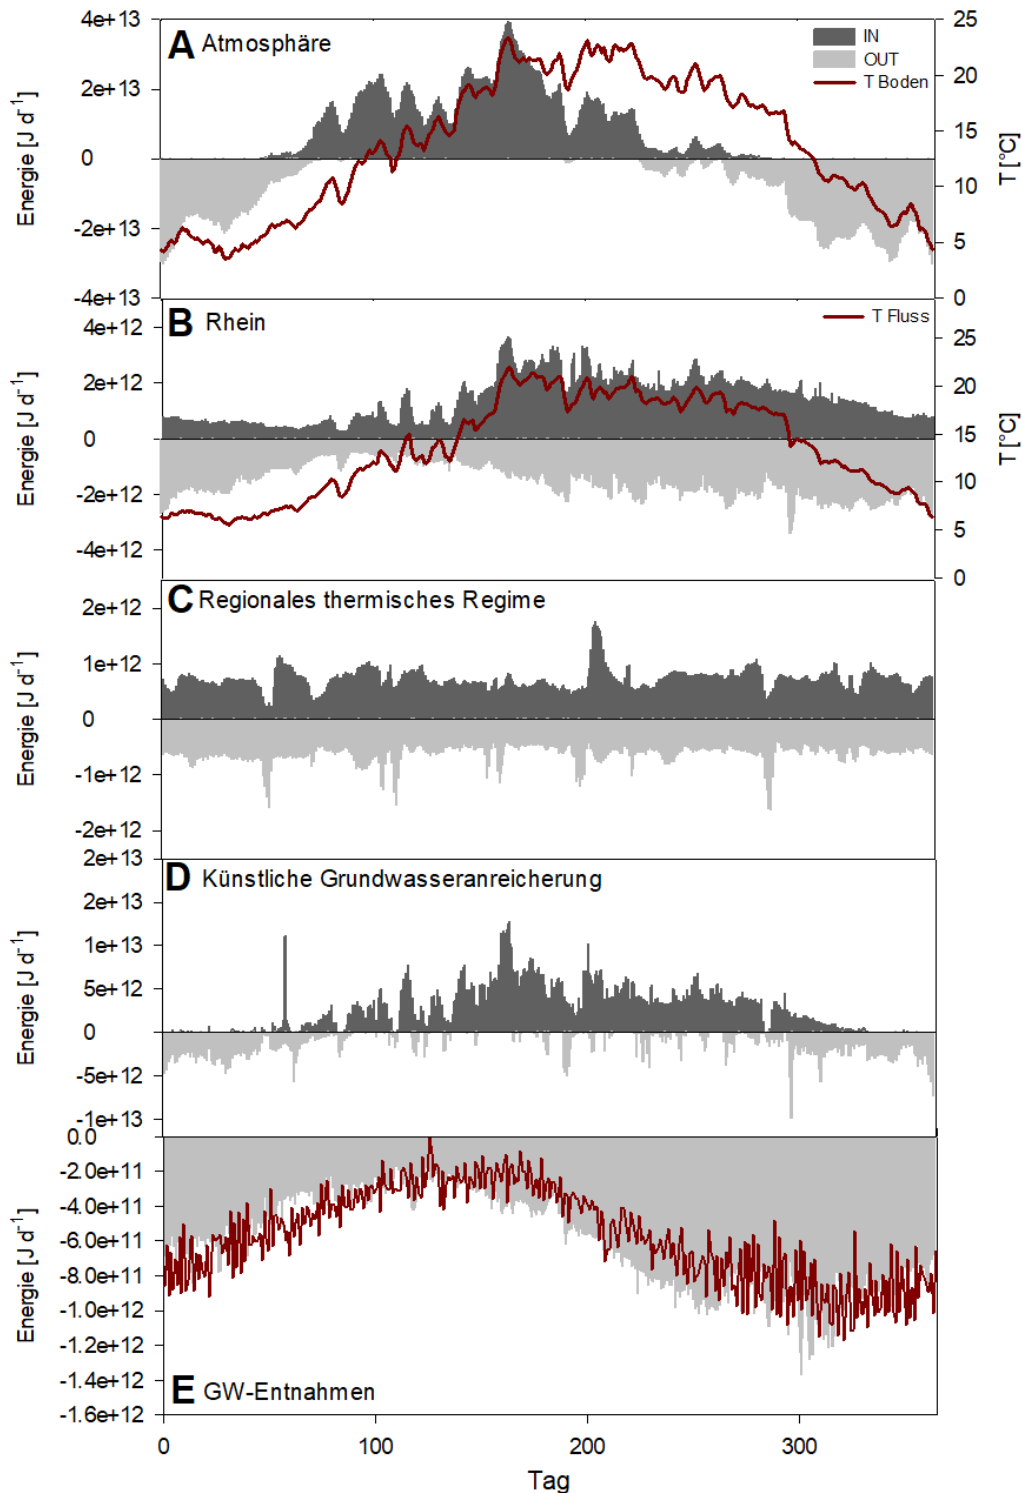 4e+13
2e+13
0
-2e+13
-4e+13
Energie [J d⁻¹]
A Atmosphäre
IN
OUT
T Boden
25
20
15
10
5
0
T [°C]
4e+12
2e+12
0
-2e+12
-4e+12
Energie [J d⁻¹]
B Rhein
T Fluss
25
20
15
10
5
0
T [°C]
2e+12
1e+12
0
-1e+12
-2e+12
Energie [J d⁻¹]
C Regionales thermisches Regime
2e+13
2e+13
1e+13
5e+12
0
-5e+12
-1e+13
Energie [J d⁻¹]
D Künstliche Grundwasseranreicherung
0.0
-2.0e+11
-4.0e+11
-6.0e+11
-8.0e+11
-1.0e+12
-1.2e+12
-1.4e+12
-1.6e+12
Energie [J d⁻¹]
E GW-Entnahmen
0 100 200 300
Tag